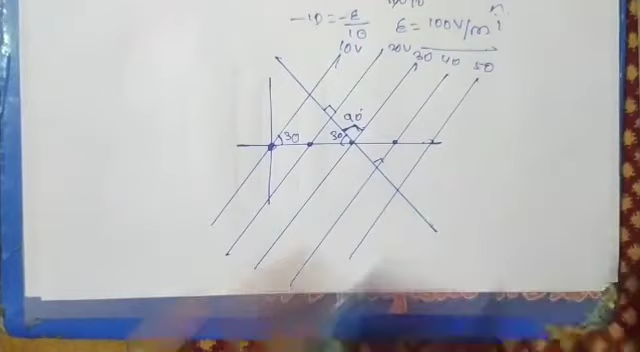 -10 = -E/10 E = 100V/m î
10V 20V 30 40 50
90°
30 30